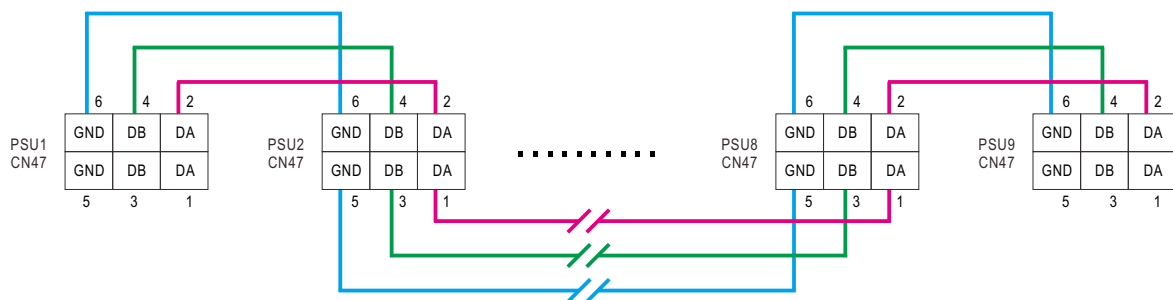 6 4 2 6 4 2 6 4 2 6 4 2
PSU1 GND DB DA PSU2 GND DB DA PSU8 GND DB DA PSU9 GND DB DA
CN47 GND DB DA CN47 GND DB DA CN47 GND DB DA CN47 GND DB DA
5 3 1 5 3 1 5 3 1 5 3 1